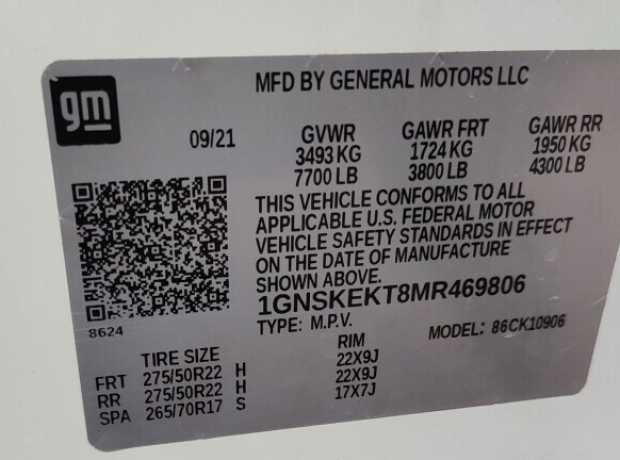 gm
MFD BY GENERAL MOTORS LLC
09/21
GVWR GAWR FRT GAWR RR
3493 KG 1724 KG 1950 KG
7700 LB 3800 LB 4300 LB
THIS VEHICLE CONFORMS TO ALL
APPLICABLE U.S. FEDERAL MOTOR
VEHICLE SAFETY STANDARDS IN EFFECT
ON THE DATE OF MANUFACTURE
SHOWN ABOVE.
1GNSKEKT8MR469806
8624
TYPE: M.P.V. MODEL: 86CK10906
TIRE SIZE RIM
FRT 275/50R22 H 22X9J
RR 275/50R22 H 22X9J
SPA 265/70R17 S 17X7J